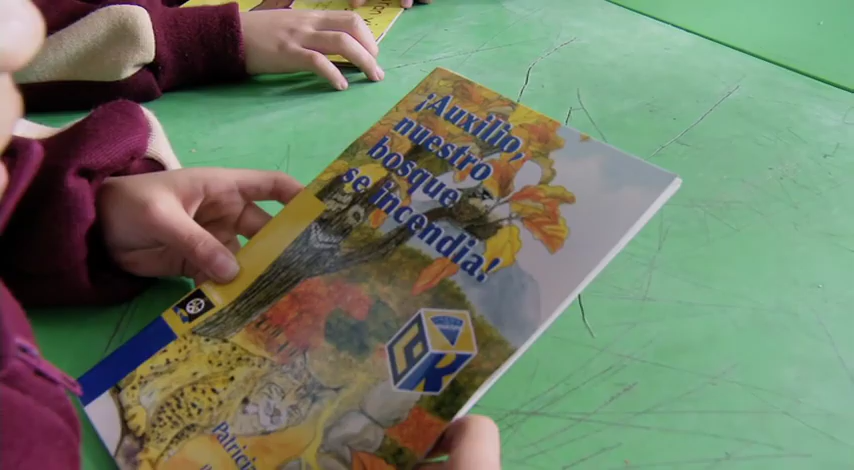 ¡Auxilio,
nuestro
bosque
se incendia!
Patrici